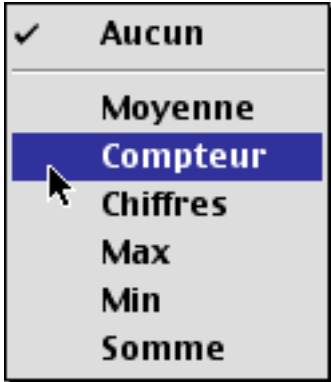 Aucun
Moyenne
Compteur
Chiffres
Max
Min
Somme